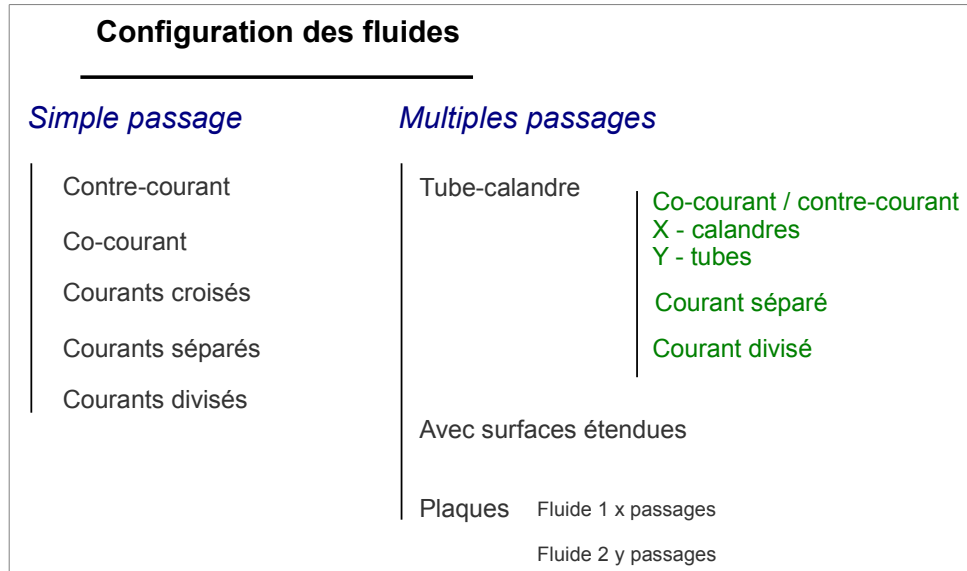 Configuration des fluides
Simple passage
Contre-courant
Co-courant
Courants croisés
Courants séparés
Courants divisés
Multiples passages
Tube-calandre
Co-courant / contre-courant
X - calandres
Y - tubes
Courant séparé
Courant divisé
Avec surfaces étendues
Plaques Fluide 1 x passages
Fluide 2 y passages